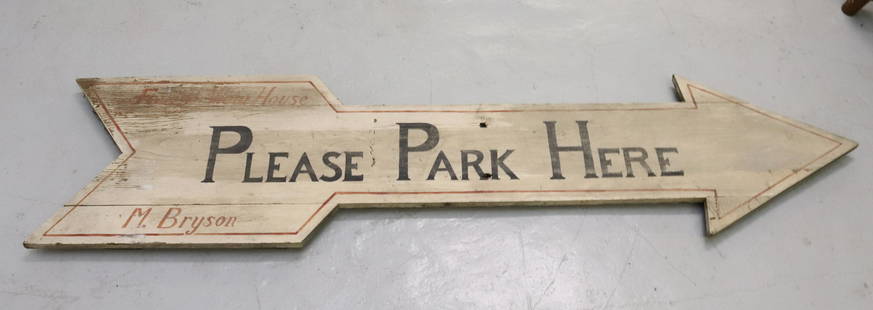 House
PLEASE PARK HERE
M. Bryson